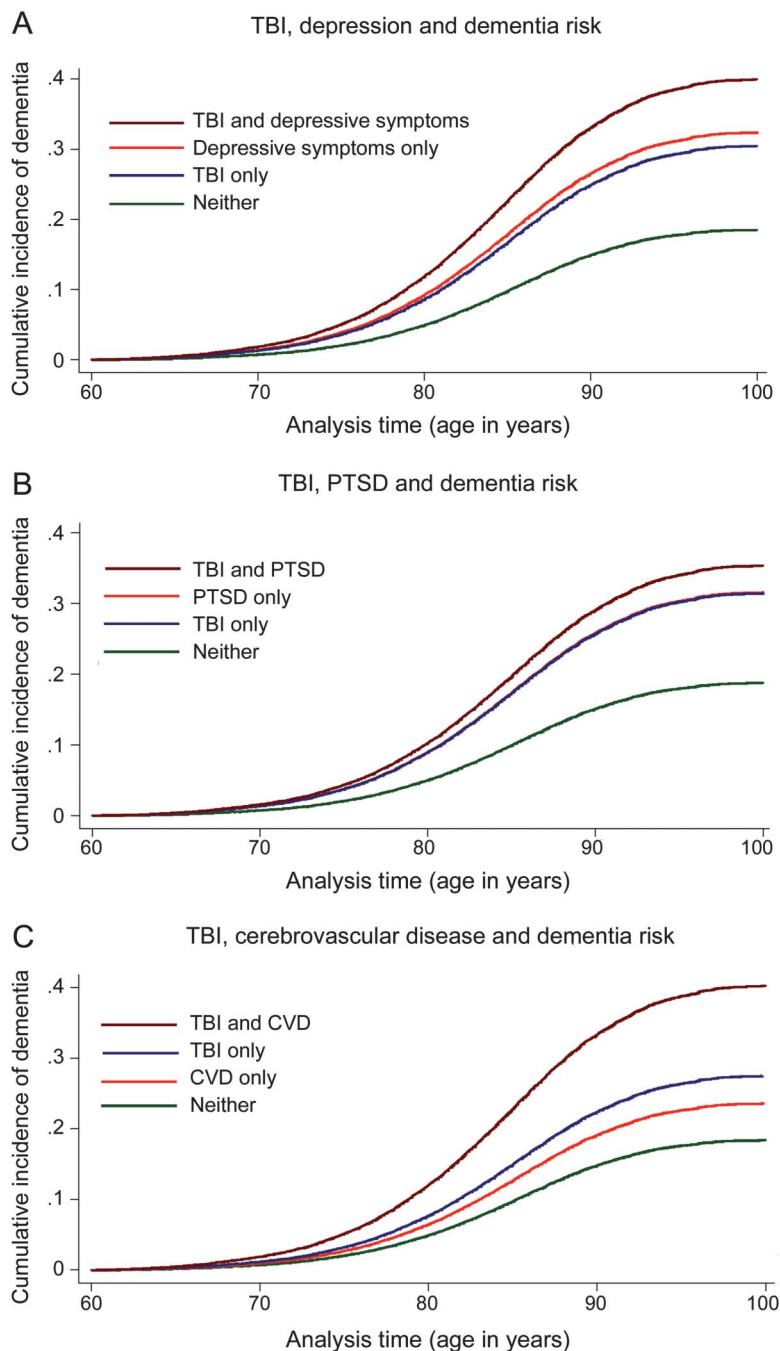 A
TBI, depression and dementia risk
Cumulative incidence of dementia
.4
.3
.2
.1
0
TBI and depressive symptoms
Depressive symptoms only
TBI only
Neither
60 70 80 90 100
Analysis time (age in years)
B
TBI, PTSD and dementia risk
Cumulative incidence of dementia
.4
.3
.2
.1
0
TBI and PTSD
PTSD only
TBI only
Neither
60 70 80 90 100
Analysis time (age in years)
C
TBI, cerebrovascular disease and dementia risk
Cumulative incidence of dementia
.4
.3
.2
.1
0
TBI and CVD
TBI only
CVD only
Neither
60 70 80 90 100
Analysis time (age in years)